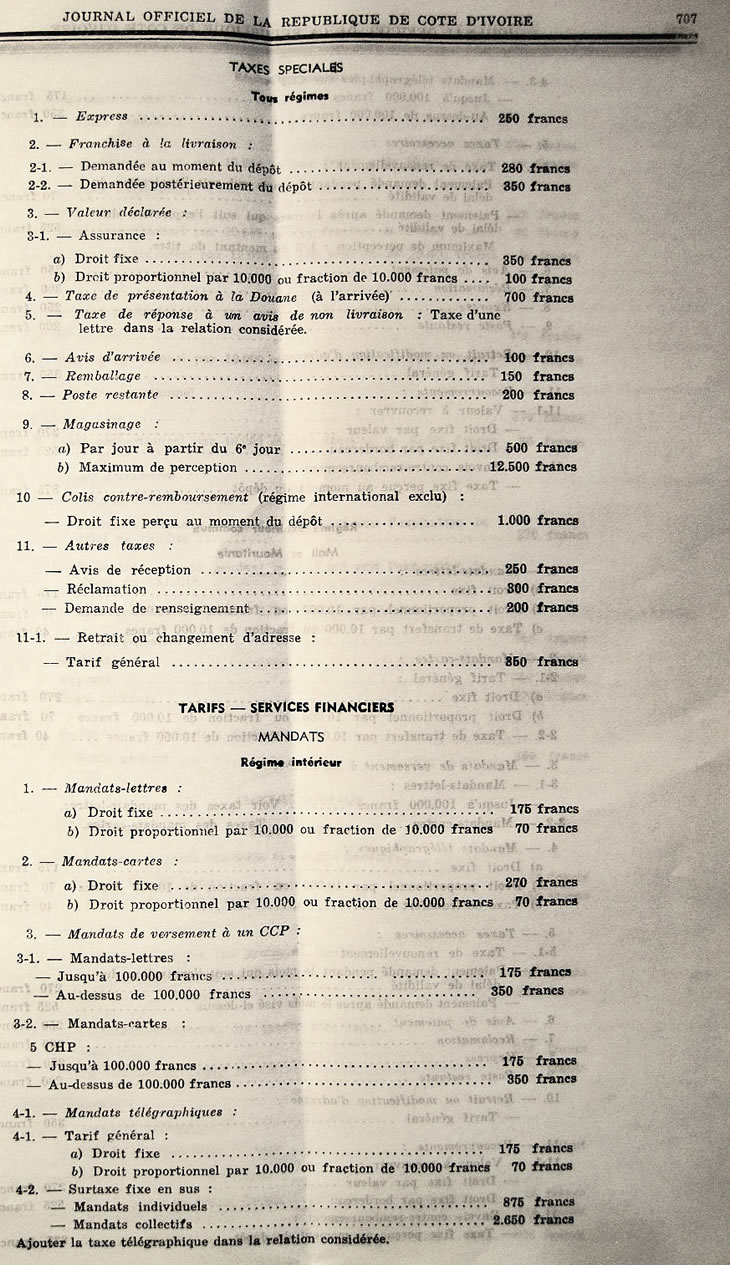 JOURNAL OFFICIEL DE LA REPUBLIQUE DE COTE D'IVOIRE 707
TAXES SPECIALES
Tous régimes
1. — Express ........ 250 francs
2. — Franchise à la livraison :
2-1. — Demandée au moment du dépôt ........ 280 francs
2-2. — Demandée postérieurement du dépôt ........ 350 francs
3. — Valeur déclarée :
3-1. — Assurance :
a) Droit fixe ........ 350 francs
b) Droit proportionnel par 10.000 ou fraction de 10.000 francs .... 100 francs
4. — Taxe de présentation à la Douane (à l'arrivée) ........ 700 francs
5. — Taxe de réponse à un avis de non livraison : Taxe d'une
lettre dans la relation considérée.
6. — Avis d'arrivée ........ 100 francs
7. — Remballage ........ 150 francs
8. — Poste restante ........ 200 francs
9. — Magasinage :
a) Par jour à partir du 6e jour ........ 500 francs
b) Maximum de perception ........ 12.500 francs
10 — Colis contre-remboursement (régime international exclu) :
— Droit fixe perçu au moment du dépôt ........ 1.000 francs
11. — Autres taxes :
— Avis de réception ........ 250 francs
— Réclamation ........ 300 francs
— Demande de renseignement ........ 200 francs
11-1. — Retrait ou changement d'adresse :
— Tarif général ........ 350 francs
TARIFS — SERVICES FINANCIERS
MANDATS
Régime intérieur
1. — Mandats-lettres :
a) Droit fixe ........ 175 francs
b) Droit proportionnel par 10.000 ou fraction de 10.000 francs 70 francs
2. — Mandats-cartes :
a) Droit fixe ........ 270 francs
b) Droit proportionnel par 10.000 ou fraction de 10.000 francs 70 francs
3. — Mandats de versement à un CCP :
3-1. — Mandats-lettres :
— Jusqu'à 100.000 francs ........ 175 francs
— Au-dessus de 100.000 francs ........ 350 francs
3-2. — Mandats-cartes :
5 CHP :
— Jusqu'à 100.000 francs ........ 175 francs
— Au-dessus de 100.000 francs ........ 350 francs
4-1. — Mandats télégraphiques :
4-1. — Tarif général :
a) Droit fixe ........ 175 francs
b) Droit proportionnel par 10.000 ou fraction de 10.000 francs 70 francs
4-2. — Surtaxe fixe en sus :
— Mandats individuels ........ 875 francs
— Mandats collectifs ........ 2.650 francs
Ajouter la taxe télégraphique dans la relation considérée.